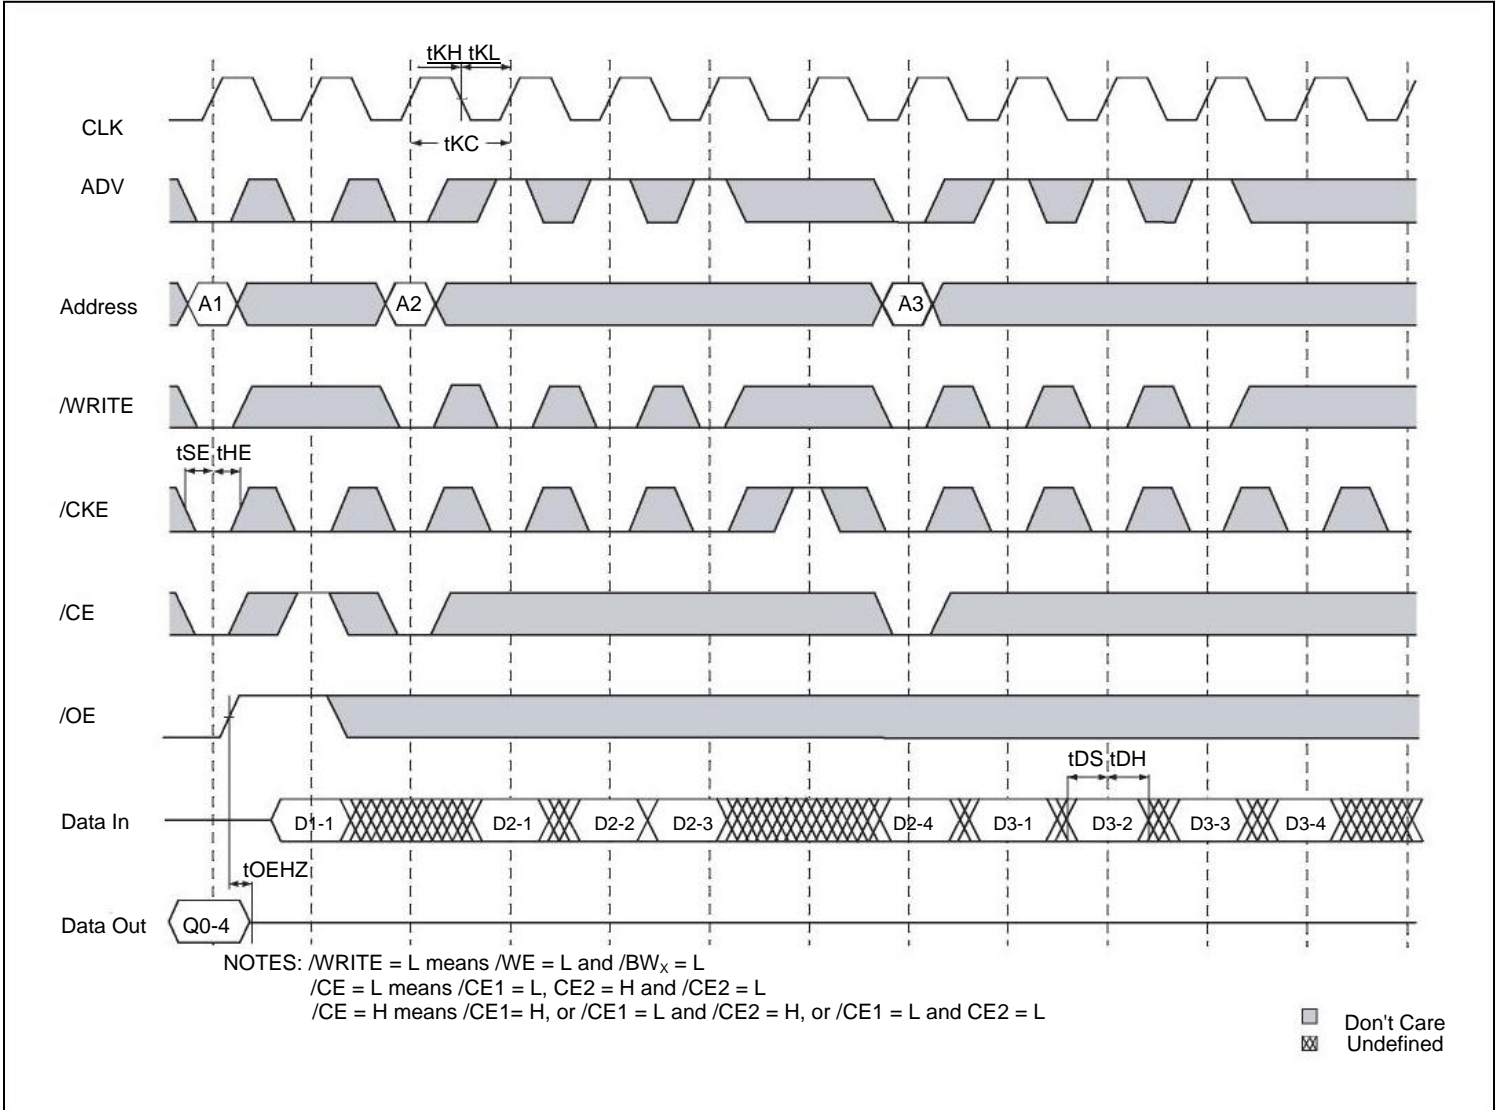 tKH tKL
CLK
tKC
ADV
Address
A1 A2 A3
/WRITE
tSE tHE
/CKE
/CE
/OE
tDS tDH
Data In
D1-1 D2-1 D2-2 D2-3 D2-4 D3-1 D3-2 D3-3 D3-4
tOEHZ
Data Out
Q0-4
NOTES: /WRITE = L means /WE = L and /BWX = L
/CE = L means /CE1 = L, CE2 = H and /CE2 = L
/CE = H means /CE1= H, or /CE1 = L and /CE2 = H, or /CE1 = L and CE2 = L
Don't Care
Undefined